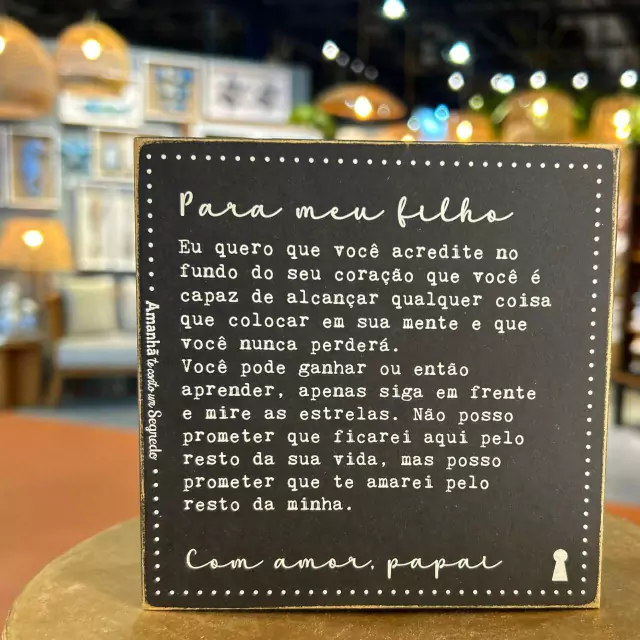 Para meu filho
Eu quero que você acredite no
fundo do seu coração que você é
capaz de alcançar qualquer coisa
que colocar em sua mente e que
você nunca perderá.
Você pode ganhar ou então
aprender, apenas siga em frente
e mire as estrelas. Não posso
prometer que ficarei aqui pelo
resto da sua vida, mas posso
prometer que te amarei pelo
resto da minha.
Com amor, papai
Amanhã te conto um Segredo